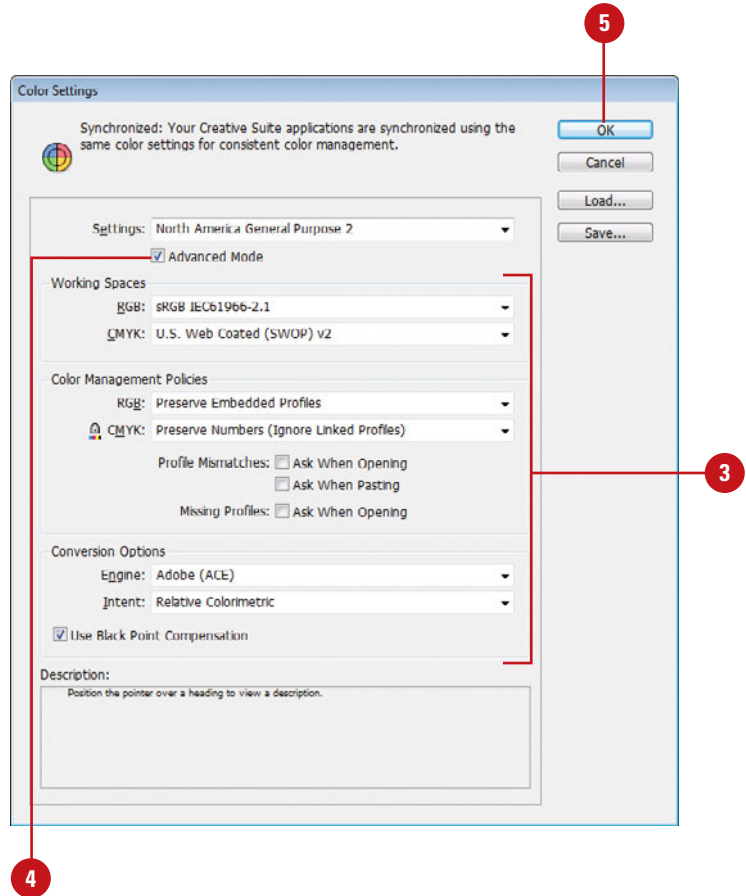 5
Color Settings
Synchronized: Your Creative Suite applications are synchronized using the
same color settings for consistent color management.
OK
Cancel
Load...
Save...
Settings: North America General Purpose 2
Advanced Mode
Working Spaces
RGB: sRGB IEC61966-2.1
CMYK: U.S. Web Coated (SWOP) v2
Color Management Policies
RGB: Preserve Embedded Profiles
CMYK: Preserve Numbers (Ignore Linked Profiles)
Profile Mismatches: Ask When Opening
Ask When Pasting
3
Missing Profiles: Ask When Opening
Conversion Options
Engine: Adobe (ACE)
Intent: Relative Colorimetric
Use Black Point Compensation
Description:
Position the pointer over a heading to view a description.
4